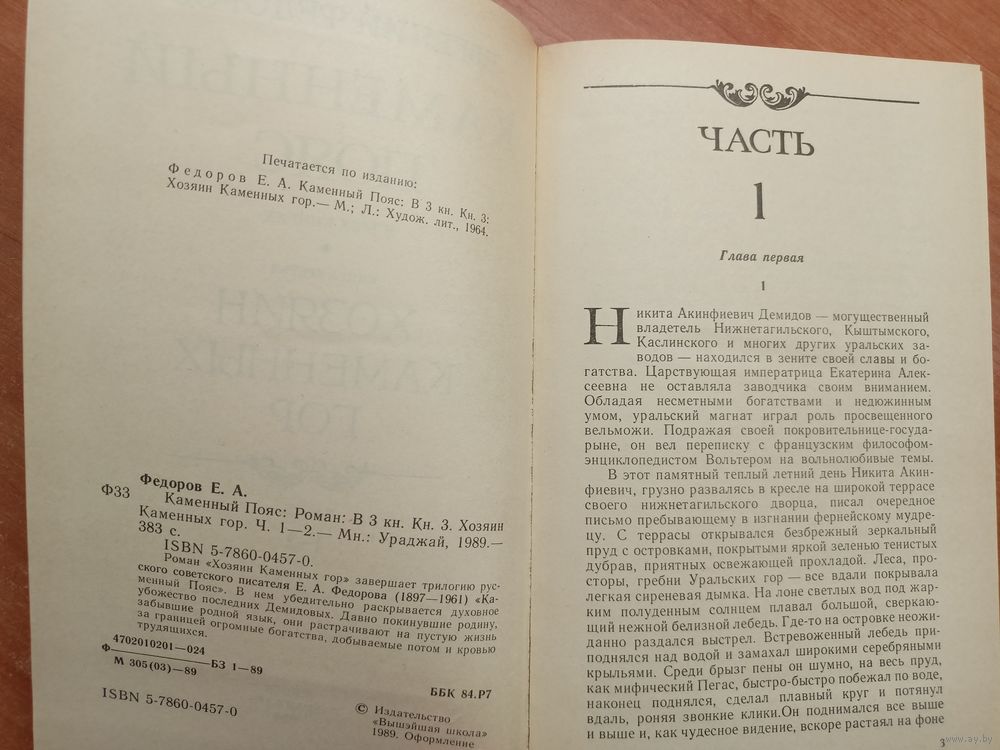 Печатается по изданию:
Федоров Е. А. Каменный Пояс: В 3 кн. Кн. 3:
Хозяин Каменных гор.— М.; Л.: Худож. лит., 1964.
Федоров Е. А.
Ф33
Каменный Пояс: Роман: В 3 кн. Кн. 3. Хозяин
Каменных гор. Ч. 1—2.— Мн.: Ураджай, 1989.—
383 с.
ISBN 5-7860-0457-0.
Роман «Хозяин Каменных гор» завершает трилогию рус-
ского советского писателя Е. А. Федорова (1897—1961) «Ка-
менный Пояс». В нем убедительно раскрывается духовное
убожество последних Демидовых. Давно покинувшие родину,
забывшие родной язык, они растрачивают на пустую жизнь
за границей огромные богатства, добываемые потом и кровью
трудящихся.
4702010201—024
Ф БЗ 1—89
М 305(03)—89
ББК 84.Р7
ISBN 5-7860-0457-0
© Издательство
«Вышэйшая школа»
1989. Оформление
ЧАСТЬ
1
Глава первая
1
Никита Акинфиевич Демидов — могущественный
владетель Нижнетагильского, Кыштымского,
Каслинского и многих других уральских за-
водов — находился в зените своей славы и бо-
гатства. Царствующая императрица Екатерина Алек-
сеевна не оставляла заводчика своим вниманием.
Обладая несметными богатствами и недюжинным
умом, уральский магнат играл роль просвещенного
вельможи. Подражая своей покровительнице-госуда-
рыне, он вел переписку с французским философом-
энциклопедистом Вольтером на вольнолюбивые темы.
В этот памятный теплый летний день Никита Акин-
фиевич, грузно развалясь в кресле на широкой террасе
своего нижнетагильского дворца, писал очередное
письмо пребывающему в изгнании фернейскому мудре-
цу. С террасы открывался безбрежный зеркальный
пруд с островками, покрытыми яркой зеленью тенистых
дубрав, приятных освежающей прохладой. Леса, про-
сторы, гребни Уральских гор — все вдали покрывала
легкая сиреневая дымка. На лоне светлых вод под жар-
ким полуденным солнцем плавал большой, сверкаю-
щий нежной белизной лебедь. Где-то на островке неожи-
данно раздался выстрел. Встревоженный лебедь при-
поднялся над водой и замахал широкими серебряными
крыльями. Среди брызг пены он шумно, на весь пруд,
как мифический Пегас, быстро-быстро побежал по воде,
наконец поднялся, сделал плавный круг и потянул
вдаль, роняя звонкие клики.Он поднимался все выше
и выше и, как чудесное видение, вскоре растаял на фоне
3
www.ay.by